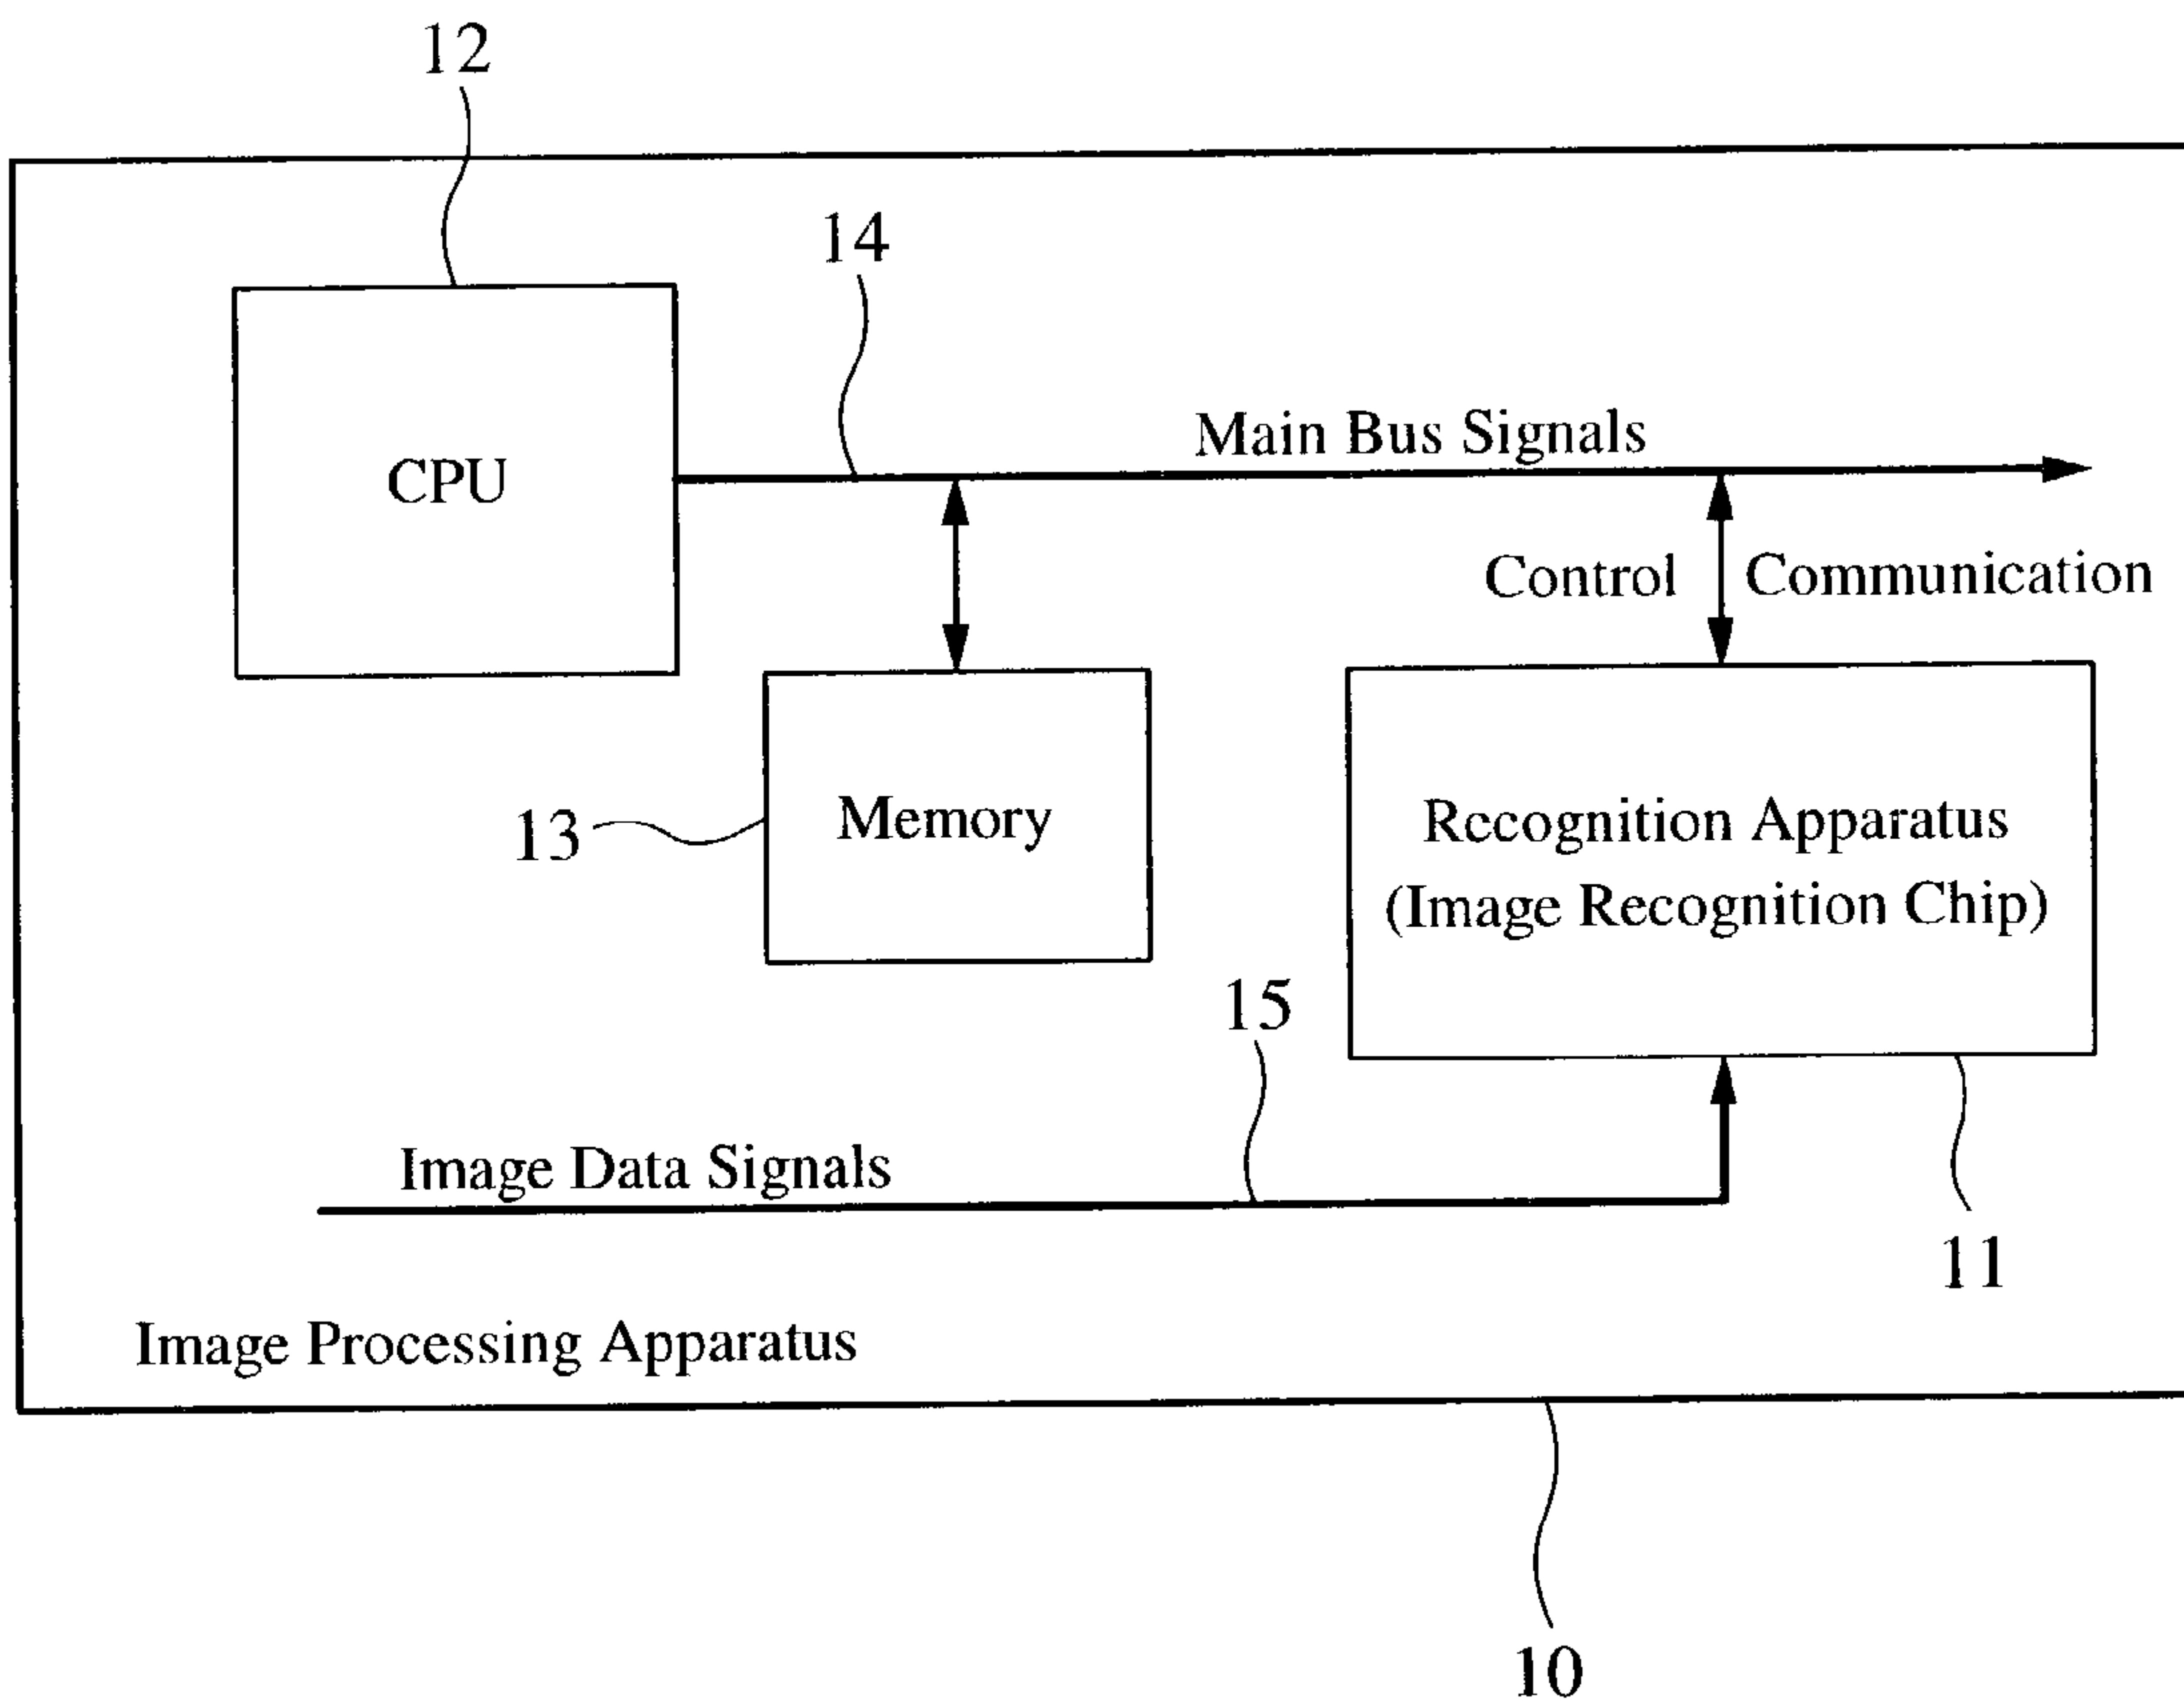 12
14
Main Bus Signals
CPU
Control Communication
13
Memory
Recognition Apparatus
(Image Recognition Chip)
15
Image Data Signals
11
Image Processing Apparatus
10